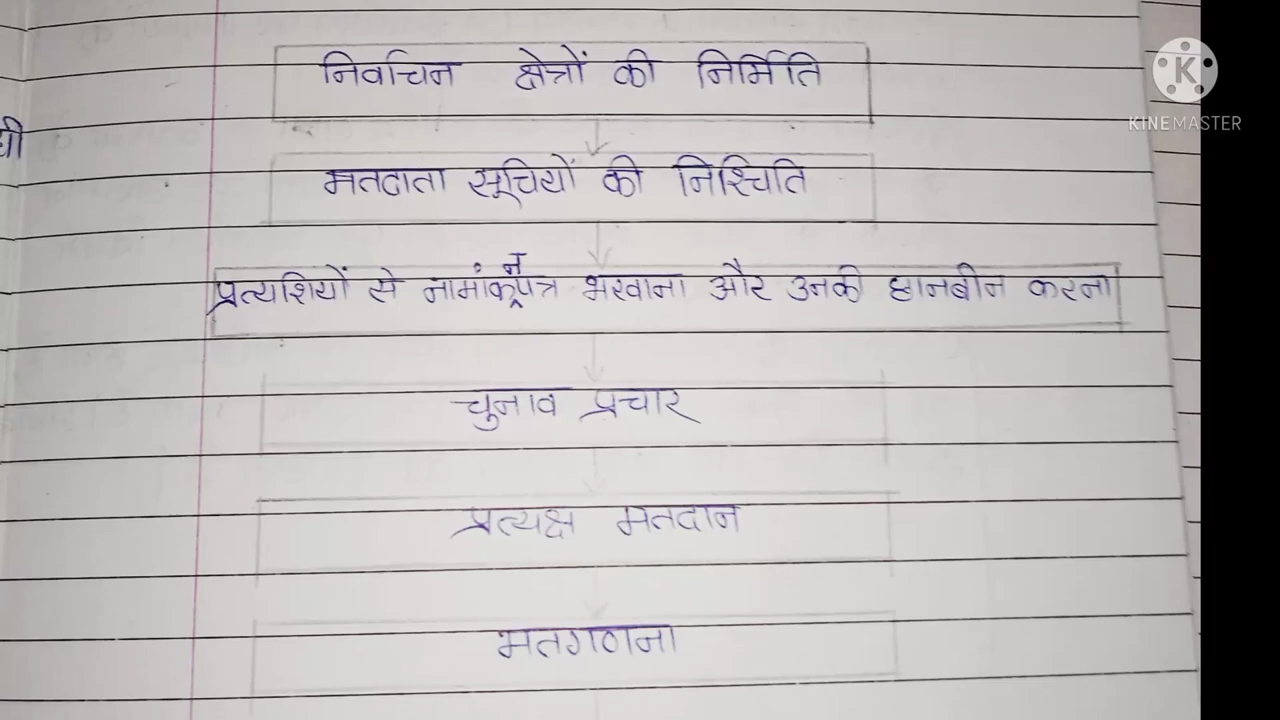 निर्वाचन क्षेत्रों की निर्मिति
मतदाता सूचियों की निश्चिति
प्रत्यशियों से नामांकनपत्र भरवाना और उनकी छानबीन करना
चुनाव प्रचार
प्रत्यक्ष मतदान
मतगणना
K
KINEMASTER